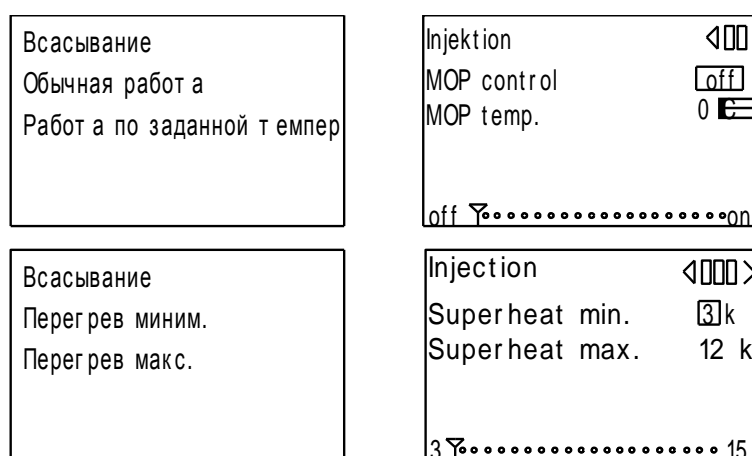 Всасывание
Обычная работа
Работа по заданной темпер
Injektion
MOP control off
MOP temp. 0
off on
Всасывание
Перегрев миним.
Перегрев макс.
Injection
Superheat min. 3 k
Superheat max. 12 k
3 15